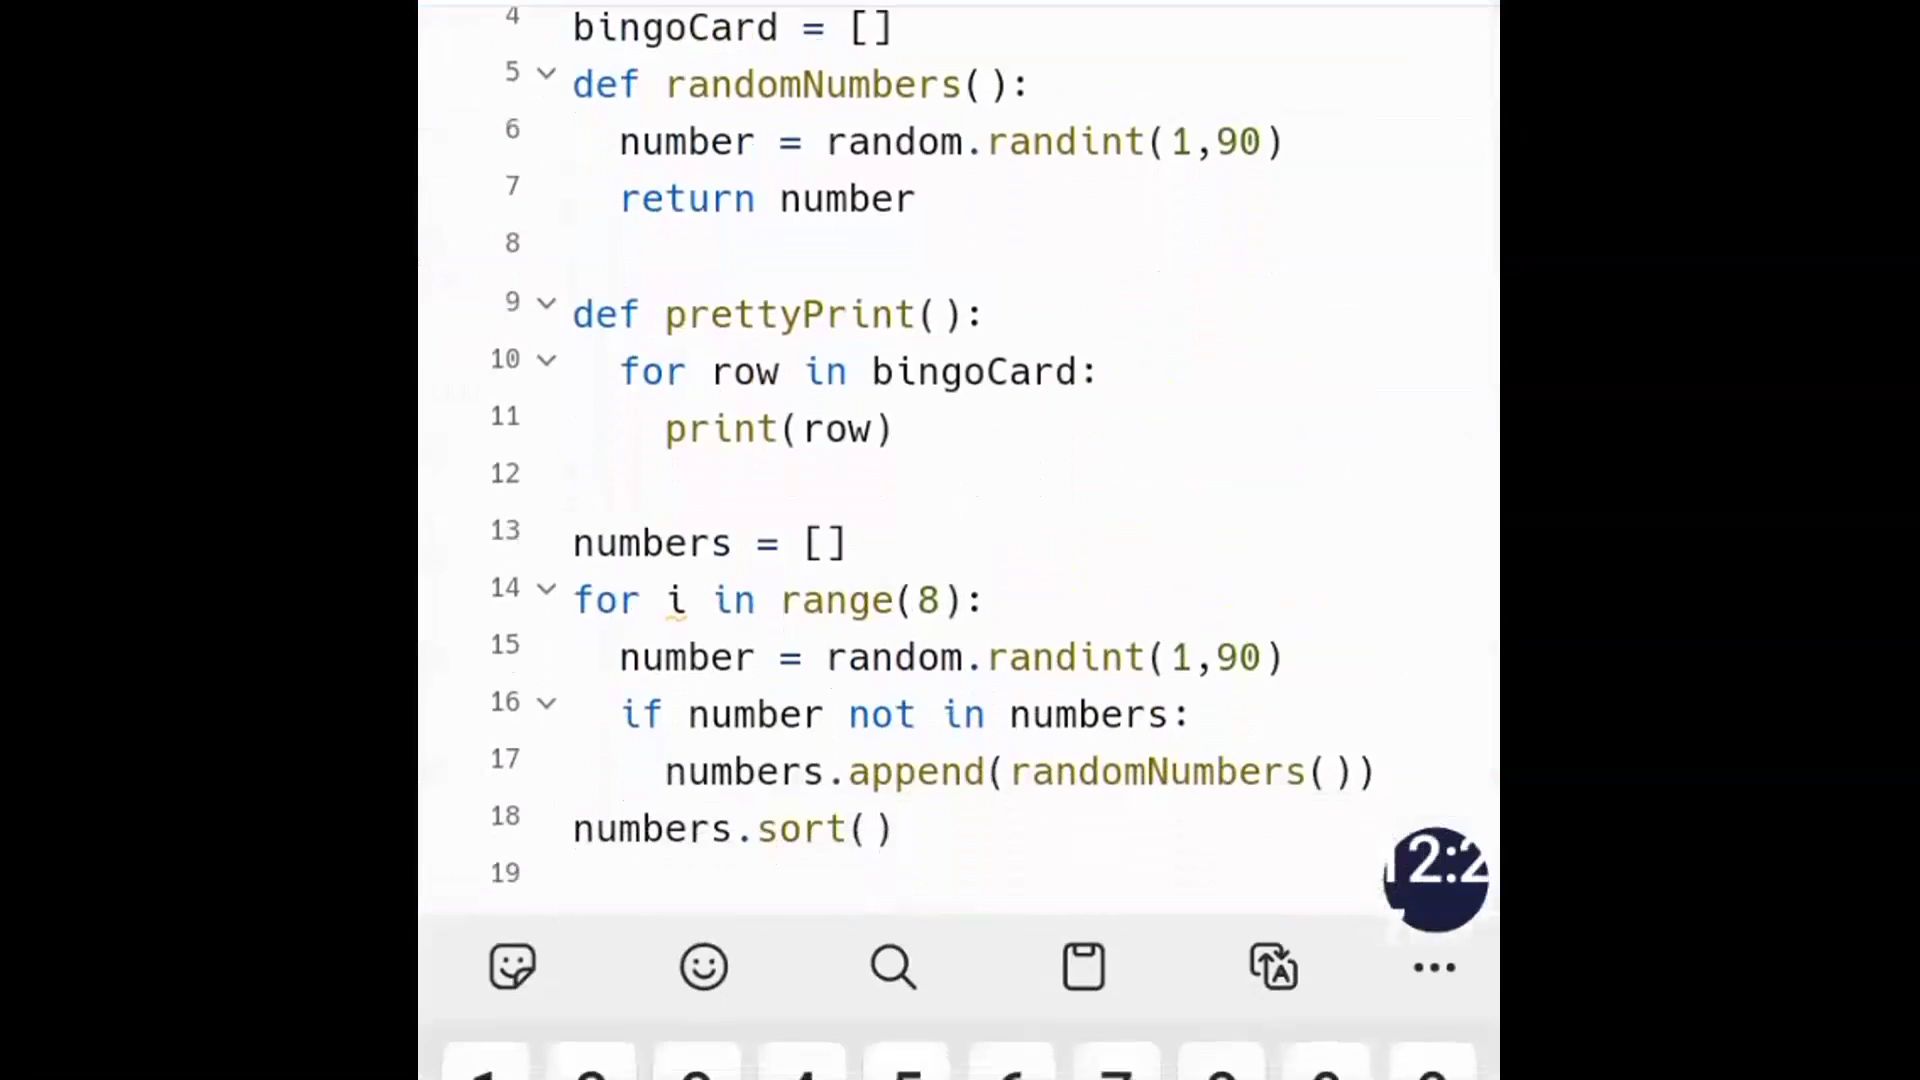 4 bingoCard = []
5 def randomNumbers():
6 number = random.randint(1,90)
7 return number
8
9 def prettyPrint():
10 for row in bingoCard:
11 print(row)
12
13 numbers = []
14 for i in range(8):
15 number = random.randint(1,90)
16 if number not in numbers:
17 numbers.append(randomNumbers())
18 numbers.sort()
19
12:2